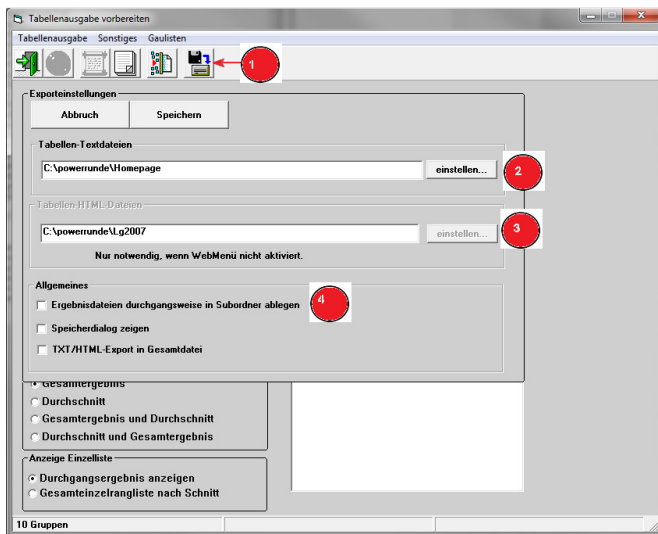 Tabellenausgabe vorbereiten
Tabellenausgabe Sonstiges Gaulisten
1
Exporteinstellungen
Abbruch Speichern
Tabellen-Textdateien
C:\powerrunde\Homepage einstellen... 2
Tabellen-HTML-Dateien
C:\powerrunde\Lg2007 einstellen... 3
Nur notwendig, wenn WebMenü nicht aktiviert.
Allgemeines
Ergebnisdateien durchgangsweise in Subordner ablegen 4
Speicherdialog zeigen
TXT/HTML-Export in Gesamtdatei
Gesamtergebnis
Durchschnitt
Gesamtergebnis und Durchschnitt
Durchschnitt und Gesamtergebnis
Anzeige Einzelliste
Durchgangsergebnis anzeigen
Gesamteinzelrangliste nach Schnitt
10 Gruppen